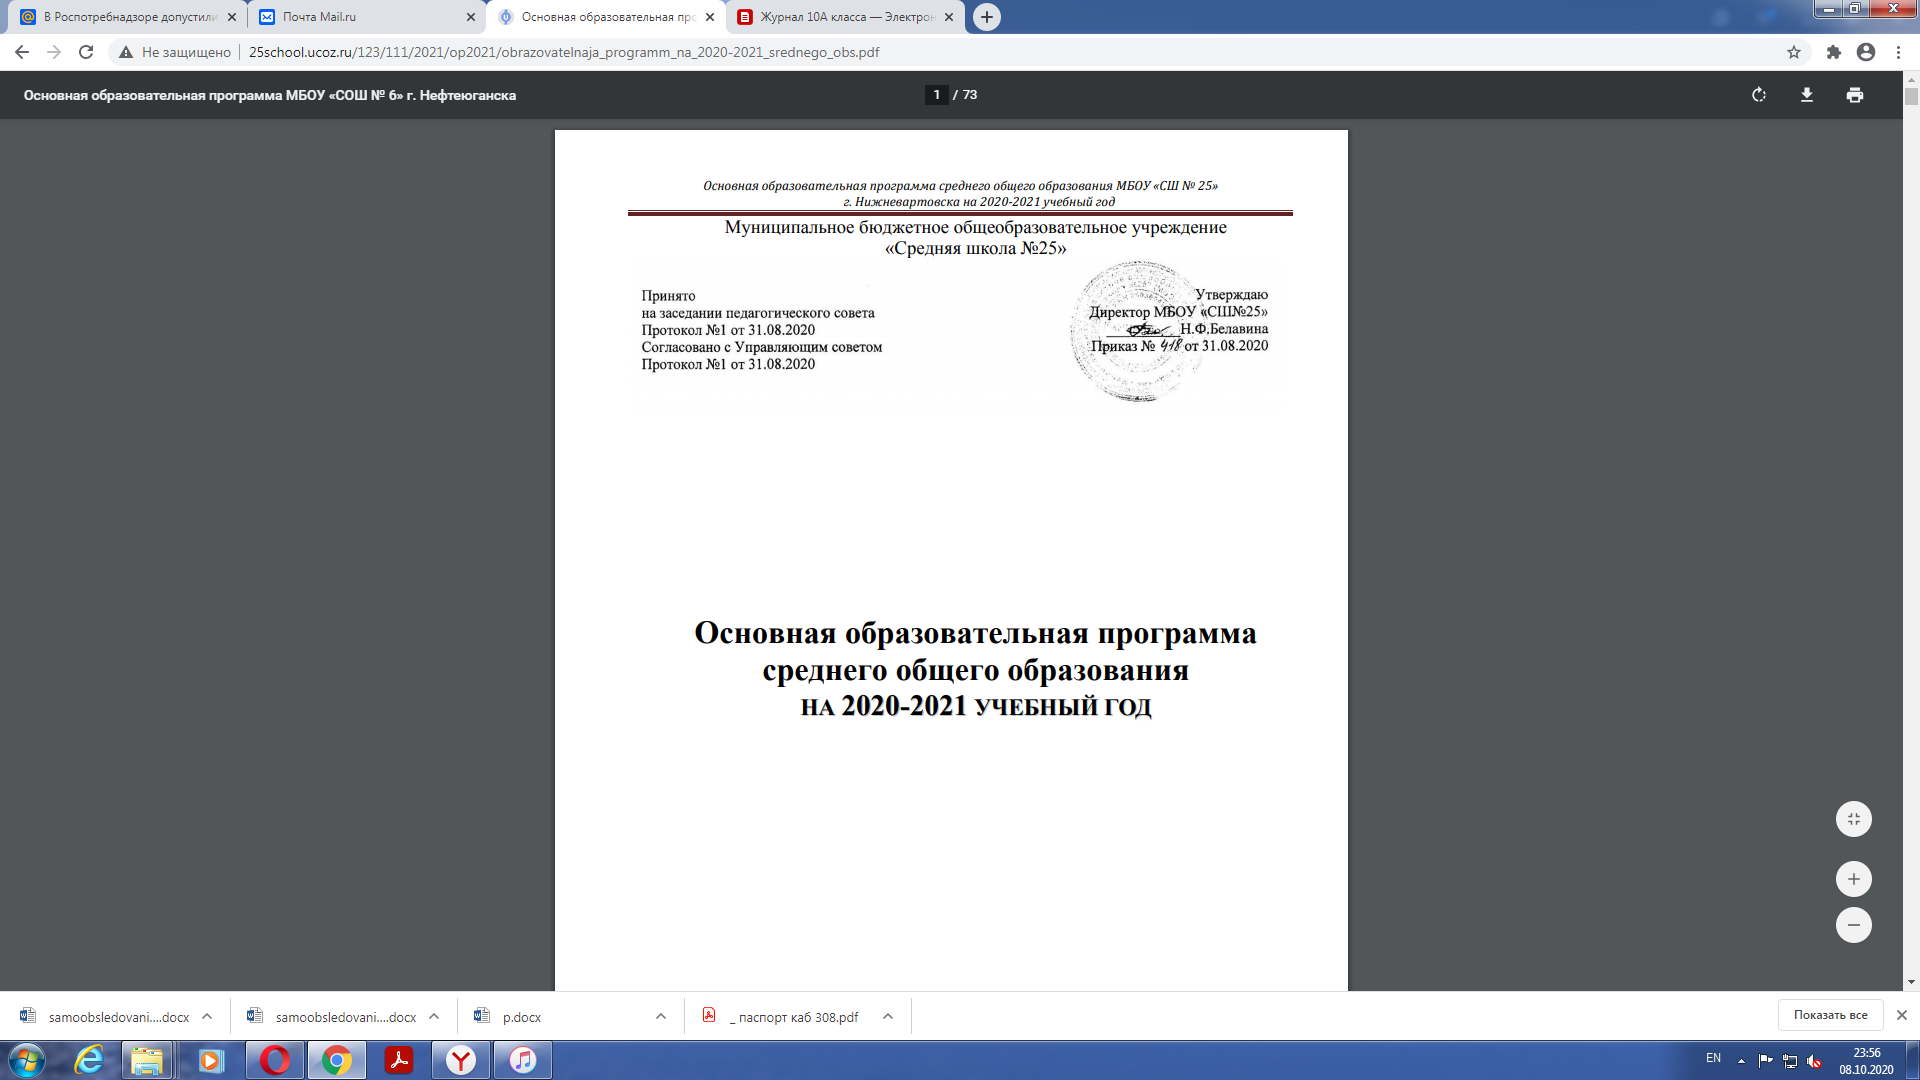 В Роспотребнадзоре допустили
Почта Mail.ru
Основная образовательная про
Журнал 10А класса — Электрон
Не защищено
25school.ucoz.ru/123/111/2021/op2021/obrazovatelnaja_programm_na_2020-2021_srednego_obs.pdf
Основная образовательная программа МБОУ «СОШ № 6» г. Нефтеюганска
1 / 73
Основная образовательная программа среднего общего образования МБОУ «СШ № 25»
г. Нижневартовска на 2020-2021 учебный год
Муниципальное бюджетное общеобразовательное учреждение
«Средняя школа №25»
Принято
на заседании педагогического совета
Протокол №1 от 31.08.2020
Согласовано с Управляющим советом
Протокол №1 от 31.08.2020
Утверждаю
Директор МБОУ «СШ№25»
Н.Ф.Белавина
Приказ № 418 от 31.08.2020
Основная образовательная программа
среднего общего образования
НА 2020-2021 УЧЕБНЫЙ ГОД
samoobsledovani....docx
samoobsledovani....docx
p.docx
_ паспорт каб 308.pdf
Показать все
EN
23:56
08.10.2020